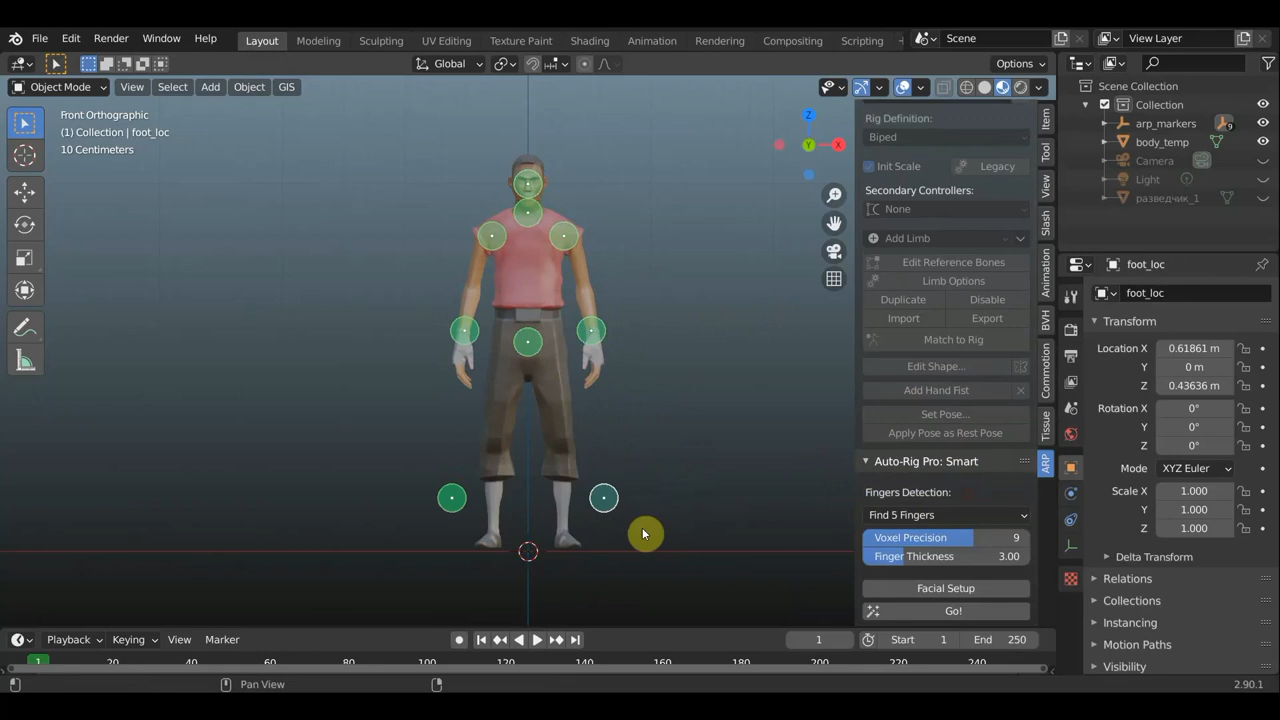 File Edit Render Window Help Layout Modeling Sculpting UV Editing Texture Paint Shading Animation Rendering Compositing Scripting Scene View Layer
Global Options
Object Mode View Select Add Object GIS
Front Orthographic
(1) Collection | foot_loc
10 Centimeters
Z
X
Y
Rig Definition:
Biped
Init Scale Legacy
Secondary Controllers:
None
Add Limb
Edit Reference Bones
Limb Options
Duplicate Disable
Import Export
Match to Rig
Edit Shape...
Add Hand Fist
Set Pose...
Apply Pose as Rest Pose
Auto-Rig Pro: Smart
Fingers Detection:
Find 5 Fingers
Voxel Precision 9
Finger Thickness 3.00
Facial Setup
Go!
Item
Tool
View
Slash
Animation
BVH
Commotion
Tissue
ARP
Scene Collection
Collection
arp_markers 9
body_temp
Camera
Light
разведчик_1
foot_loc
foot_loc
Transform
Location X 0.61861 m
Y 0 m
Z 0.43636 m
Rotation X 0°
Y 0°
Z 0°
Mode XYZ Euler
Scale X 1.000
Y 1.000
Z 1.000
Delta Transform
Relations
Collections
Instancing
Motion Paths
Visibility
Playback Keying View Marker 1 Start 1 End 250
1 20 40 60 80 100 120 140 160 180 200 220 240
Pan View 2.90.1